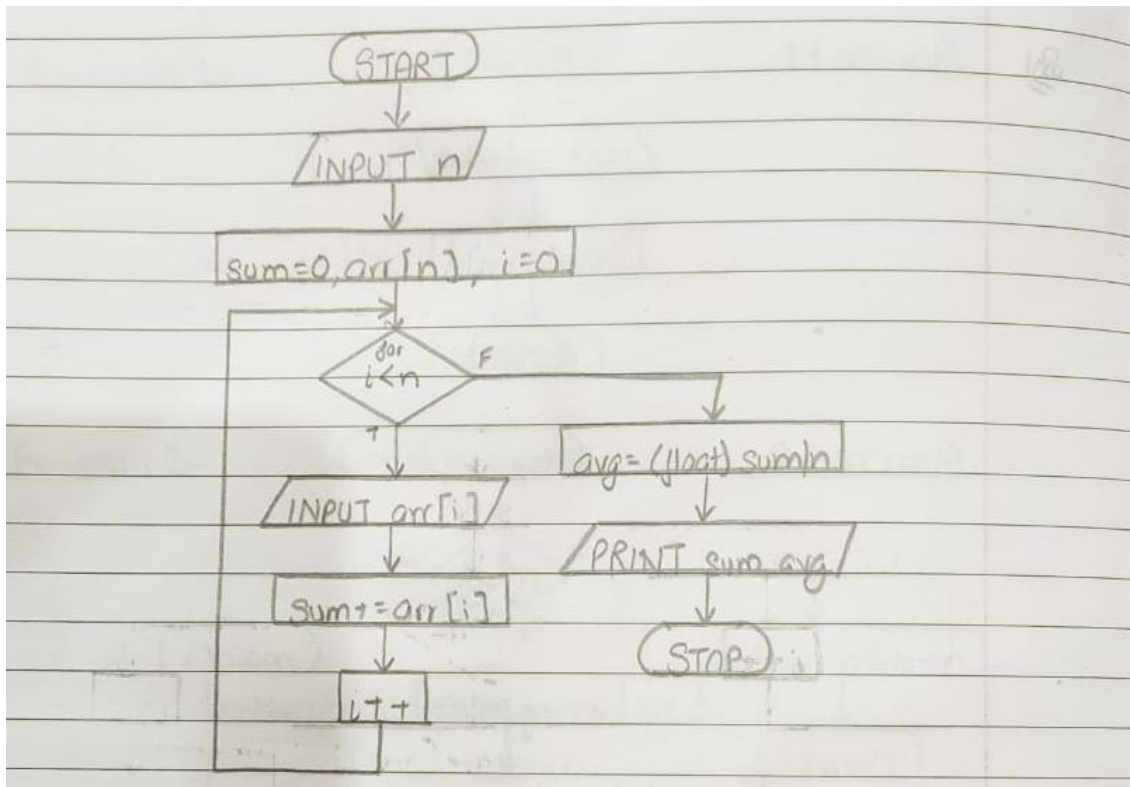 START
INPUT n
sum=0, arr[n], i=0
for
i<n
F
T
INPUT arr[i]
sum+=arr[i]
i++
avg=(float) sum/n
PRINT sum avg
STOP